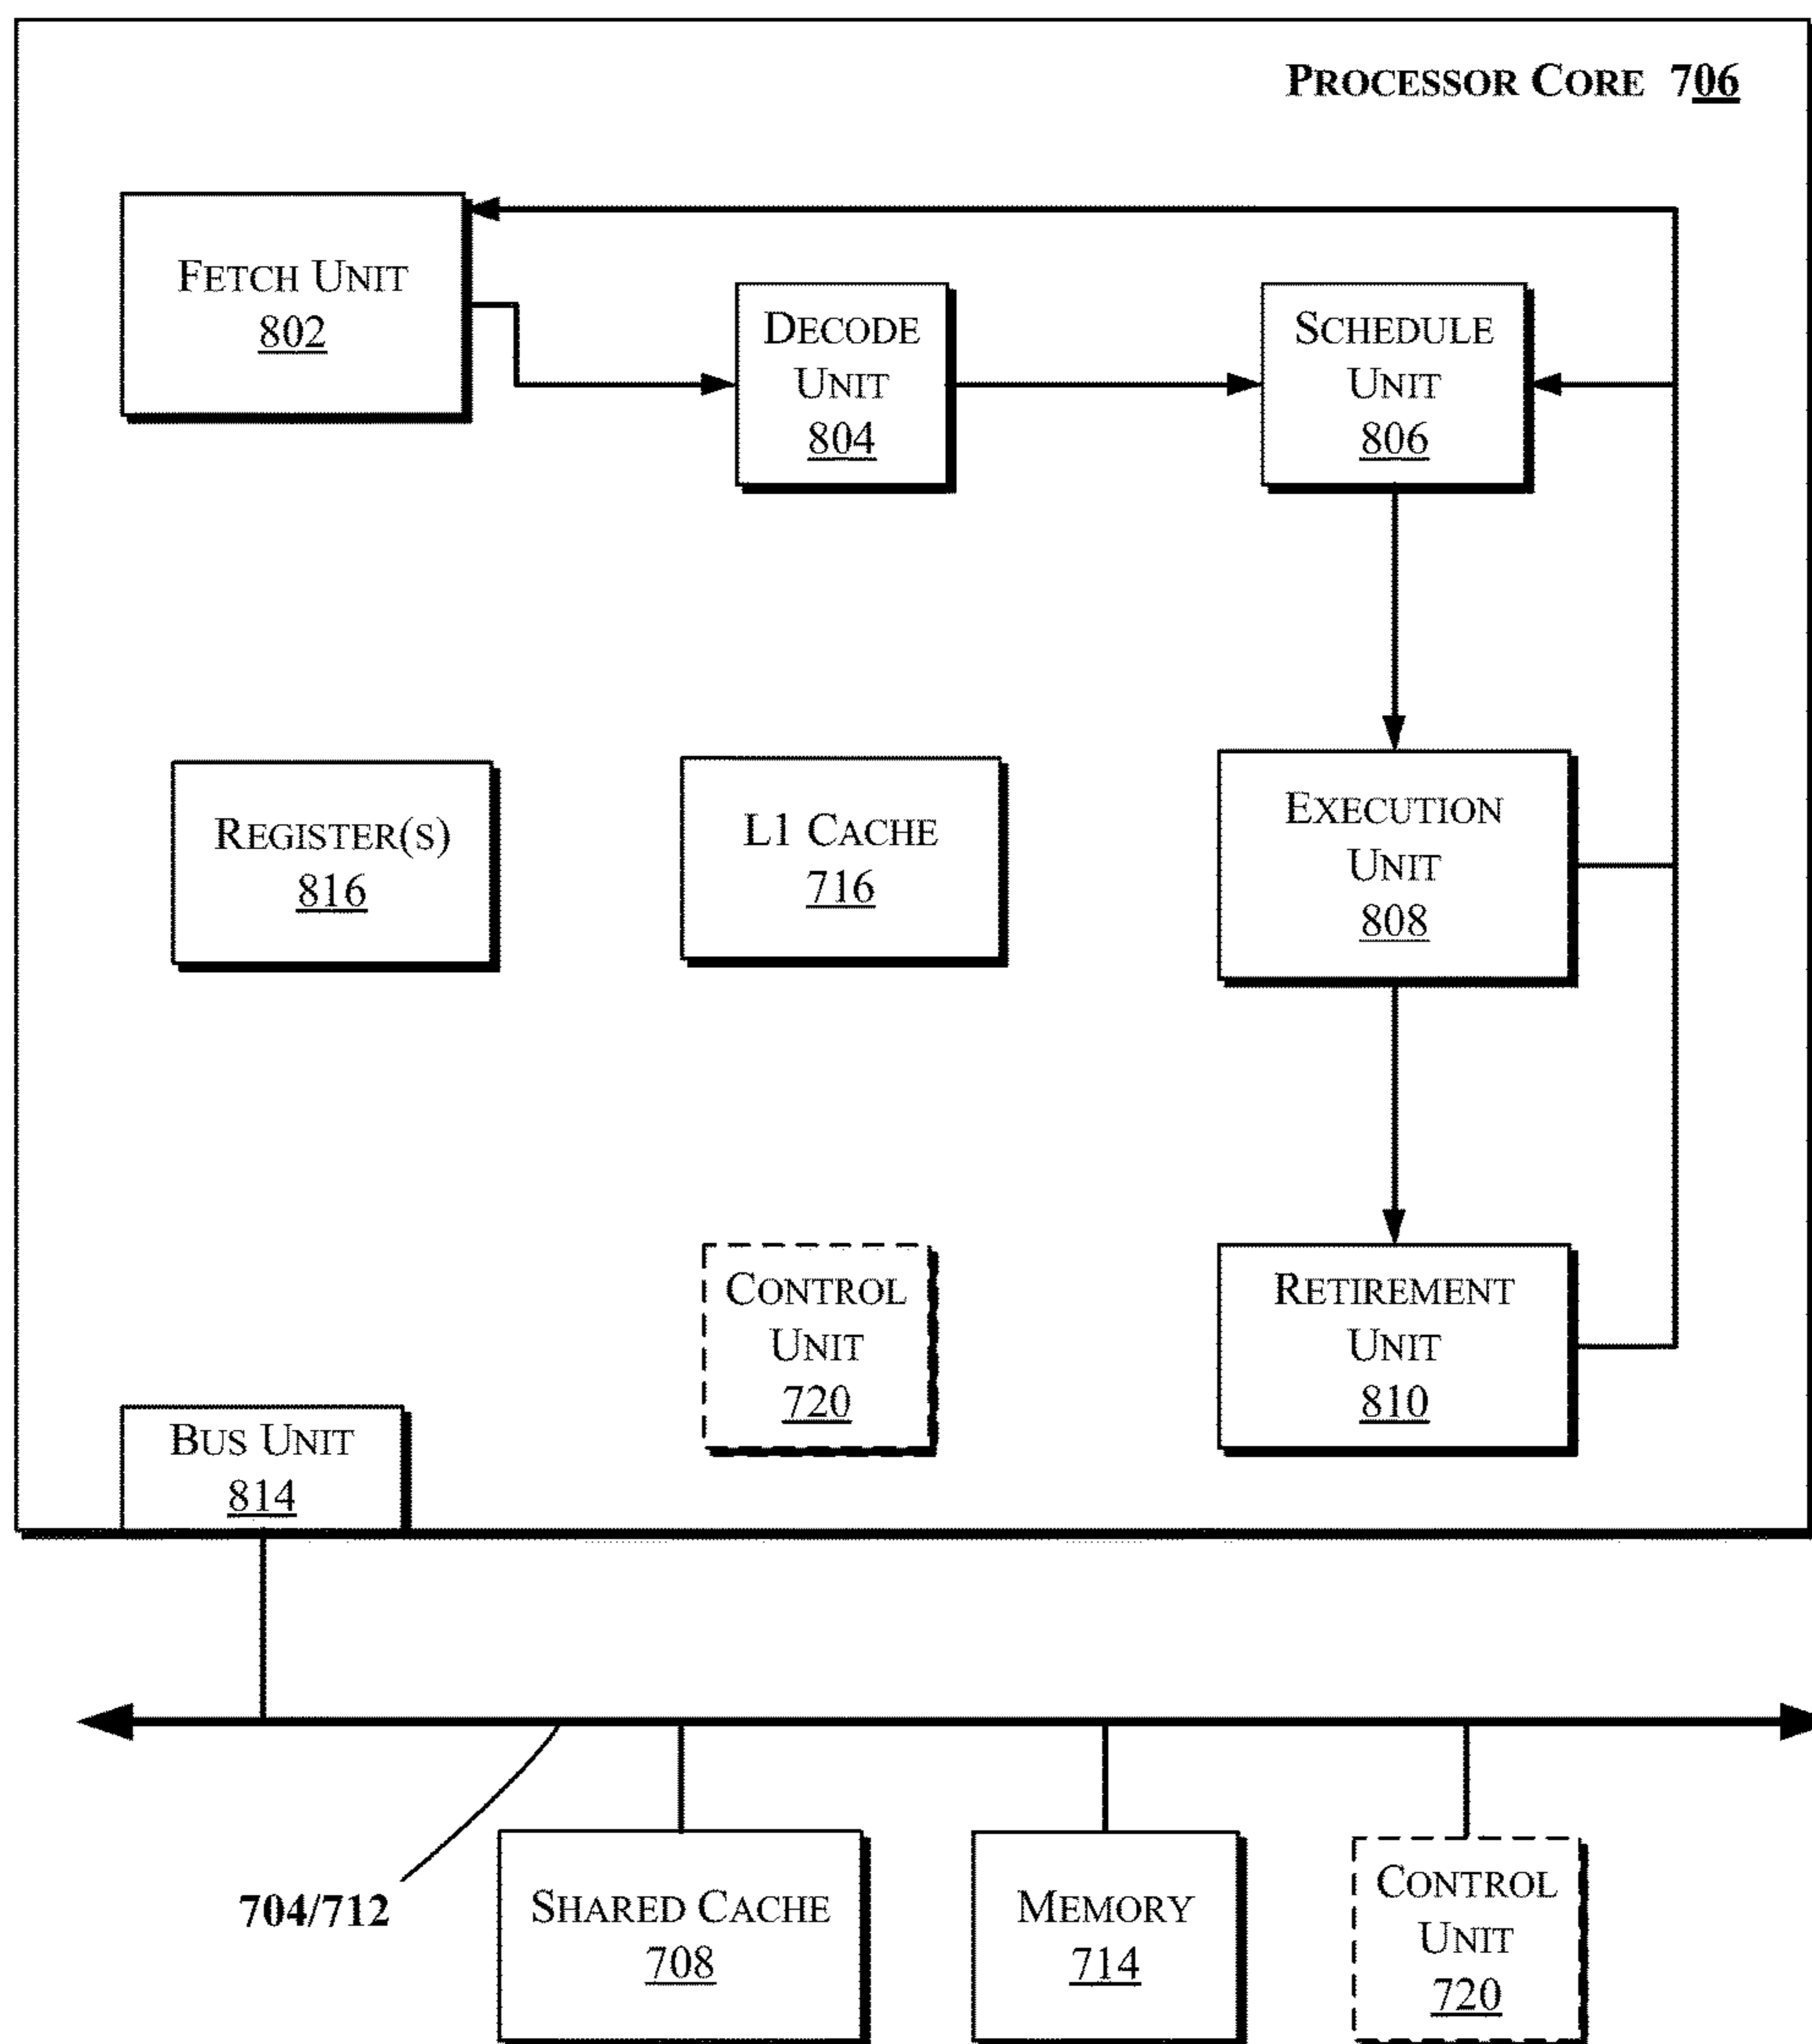 PROCESSOR CORE 706
FETCH UNIT
802
DECODE
UNIT
804
SCHEDULE
UNIT
806
REGISTER(S)
816
L1 CACHE
716
EXECUTION
UNIT
808
CONTROL
UNIT
720
RETIREMENT
UNIT
810
BUS UNIT
814
704/712
SHARED CACHE
708
MEMORY
714
CONTROL
UNIT
720